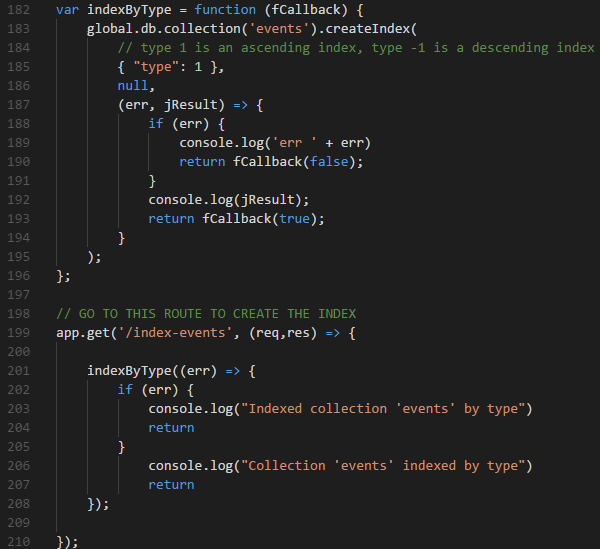 182 var indexByType = function (fCallback) {
183     global.db.collection('events').createIndex(
184         // type 1 is an ascending index, type -1 is a descending index
185         { "type": 1 },
186         null,
187         (err, jResult) => {
188             if (err) {
189                 console.log('err ' + err)
190                 return fCallback(false);
191             }
192             console.log(jResult);
193             return fCallback(true);
194         }
195     );
196 };
197
198 // GO TO THIS ROUTE TO CREATE THE INDEX
199 app.get('/index-events', (req,res) => {
200
201     indexByType((err) => {
202         if (err) {
203             console.log("Indexed collection 'events' by type")
204             return
205         }
206             console.log("Collection 'events' indexed by type")
207             return
208     });
209
210 });